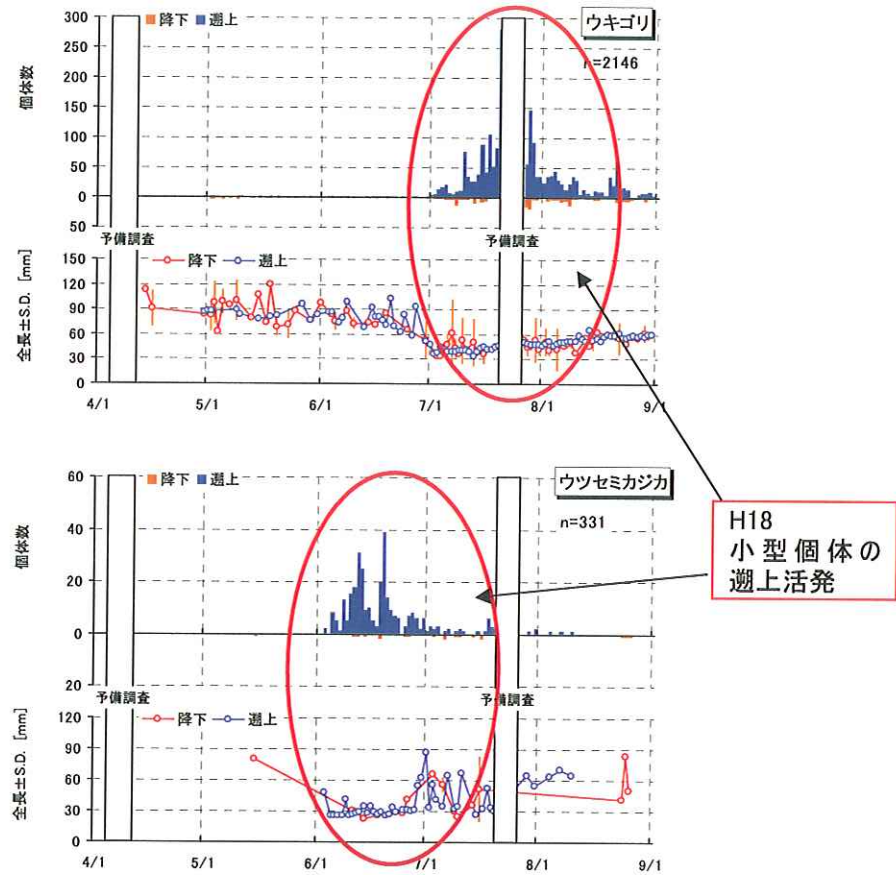 降下 遡上
ウキゴリ
n=2146
個体数
300
250
200
150
100
50
0
50
予備調査
予備調査
降下 遡上
全長±S.D. [mm]
150
120
90
60
30
0
4/1 5/1 6/1 7/1 8/1 9/1
降下 遡上
ウツセミカジカ
n=331
個体数
60
40
20
0
20
予備調査
予備調査
降下 遡上
全長±S.D. [mm]
120
90
60
30
0
4/1 5/1 6/1 7/1 8/1 9/1
H18
小型個体の
遡上活発